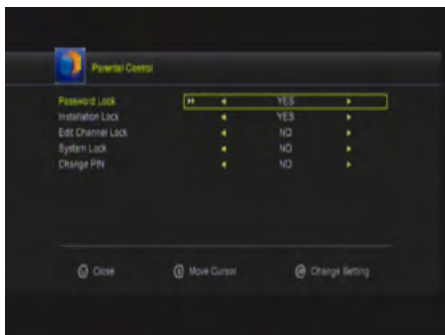 Parental Control
Password Lock YES
Installation Lock YES
Edit Channel Lock NO
System Lock NO
Change PIN NO
Close Move Cursor Change Setting